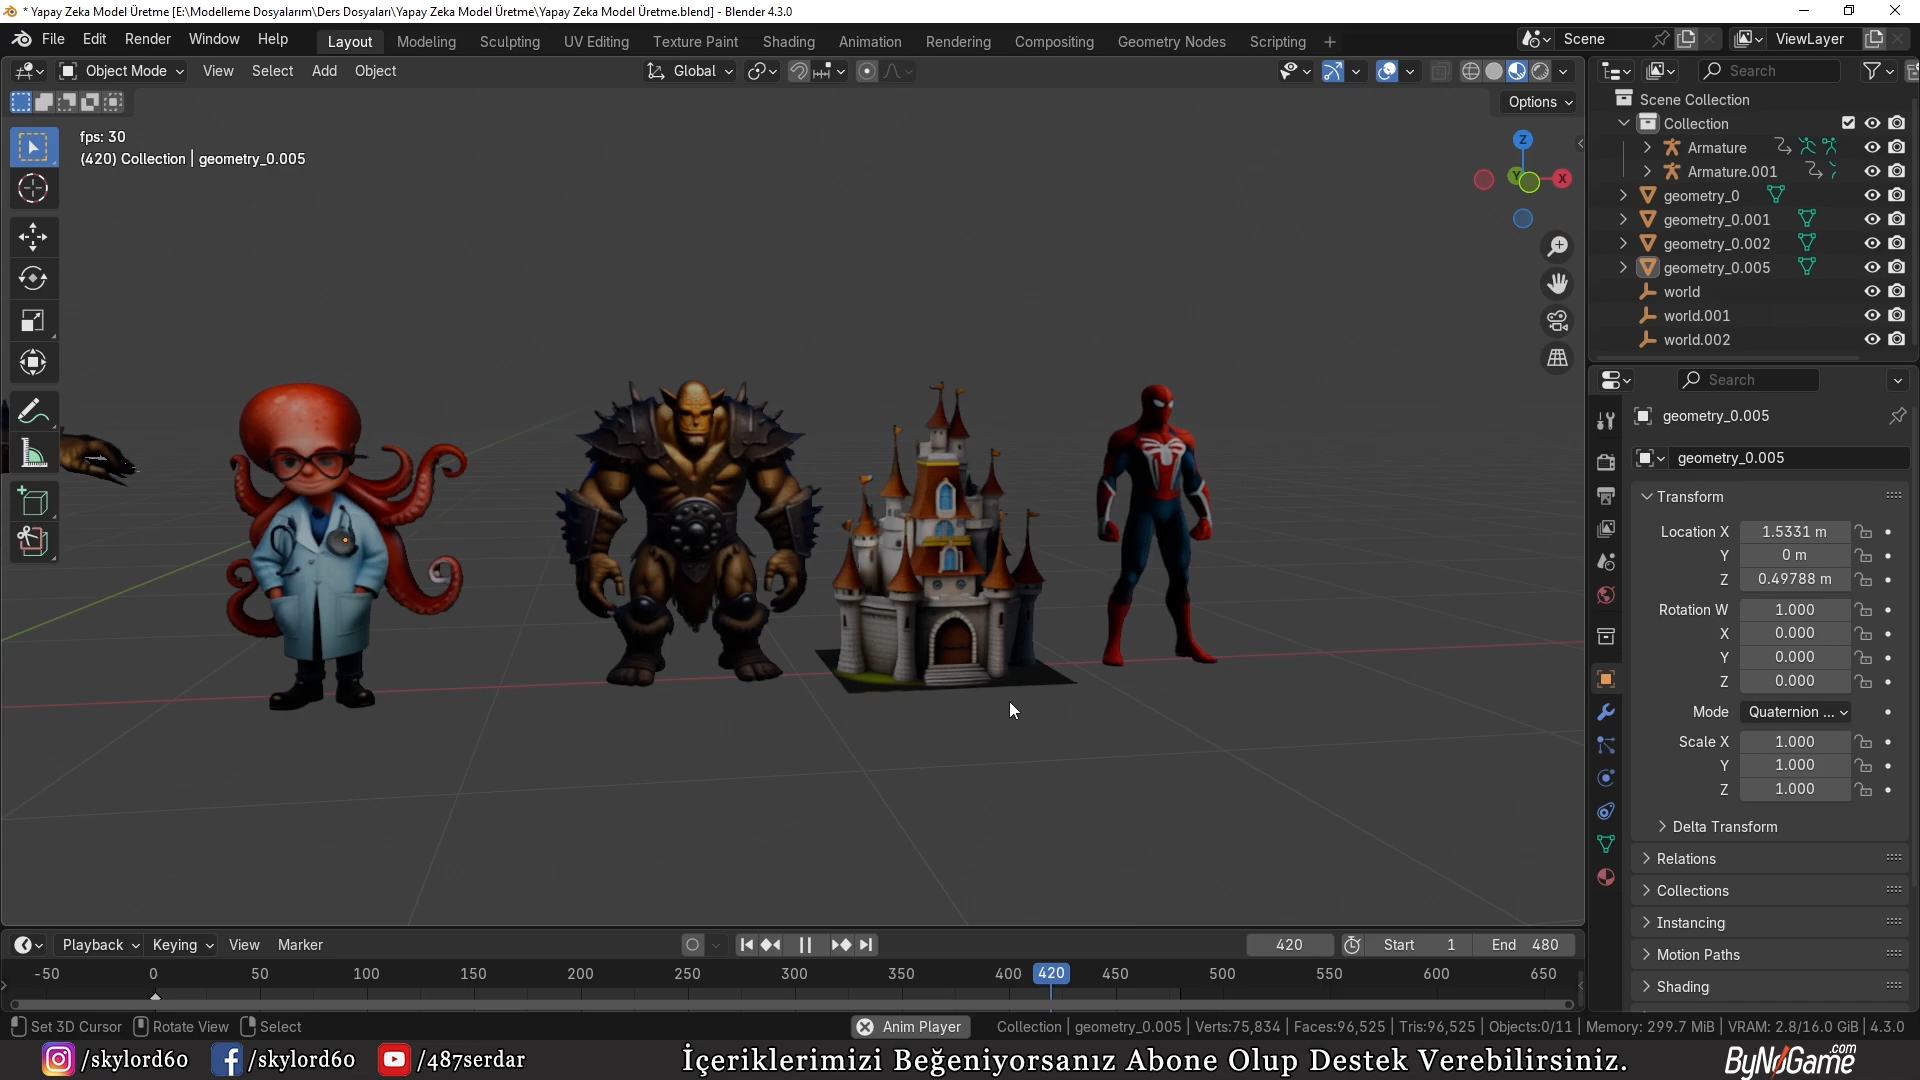 * Yapay Zeka Model Üretme [E:\Modelleme Dosyalarım\Ders Dosyaları\Yapay Zeka Model Üretme\Yapay Zeka Model Üretme.blend] - Blender 4.3.0
File Edit Render Window Help Layout Modeling Sculpting UV Editing Texture Paint Shading Animation Rendering Compositing Geometry Nodes Scripting + Scene ViewLayer
Object Mode View Select Add Object Global Search
Options
fps: 30
(420) Collection | geometry_0.005
Z
Y
X
Scene Collection
Collection
Armature
Armature.001
geometry_0
geometry_0.001
geometry_0.002
geometry_0.005
world
world.001
world.002
Search
geometry_0.005
geometry_0.005
Transform
Location X 1.5331 m
Y 0 m
Z 0.49788 m
Rotation W 1.000
X 0.000
Y 0.000
Z 0.000
Mode Quaternion ...
Scale X 1.000
Y 1.000
Z 1.000
Delta Transform
Relations
Collections
Instancing
Motion Paths
Shading
Playback Keying View Marker 420 Start 1 End 480
-50 0 50 100 150 200 250 300 350 400 420 450 500 550 600 650
Set 3D Cursor Rotate View Select Anim Player Collection | geometry_0.005 | Verts:75,834 | Faces:96,525 | Tris:96,525 | Objects:0/11 | Memory: 299.7 MiB | VRAM: 2.8/16.0 GiB | 4.3.0
/skylord60 /skylord60 /487serdar İçeriklerimizi Beğeniyorsanız Abone Olup Destek Verebilirsiniz. ByNoGame.com